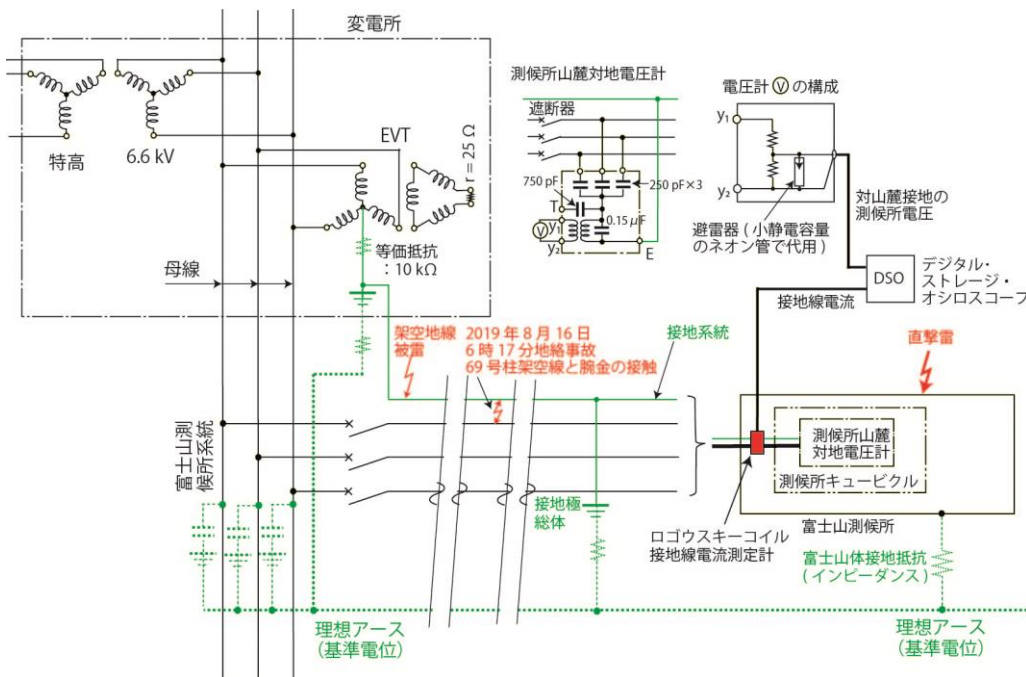 変電所
特高
6.6 kV
EVT
r = 25 Ω
等価抵抗
：10 kΩ
母線
測候所山麓対地電圧計
遮断器
750 pF
250 pF×3
T
y₁
V
y₂
0.15 μF
E
電圧計 V の構成
y₁
y₂
避雷器 ( 小静電容量
のネオン管で代用 )
対山麓接地の
測候所電圧
DSO
デジタル・
ストレージ・
オシロスコープ
接地線電流
架空地線
被雷
2019 年 8 月 16 日
6 時 17 分地絡事故
69 号柱架空線と腕金の接触
接地系統
直撃雷
富士山測
候所系統
接地極
総体
測候所山麓
対地電圧計
測候所キュービクル
富士山測候所
ロゴウスキーコイル
接地線電流測定計
富士山体接地抵抗
( インピーダンス )
理想アース
(基準電位)
理想アース
(基準電位)